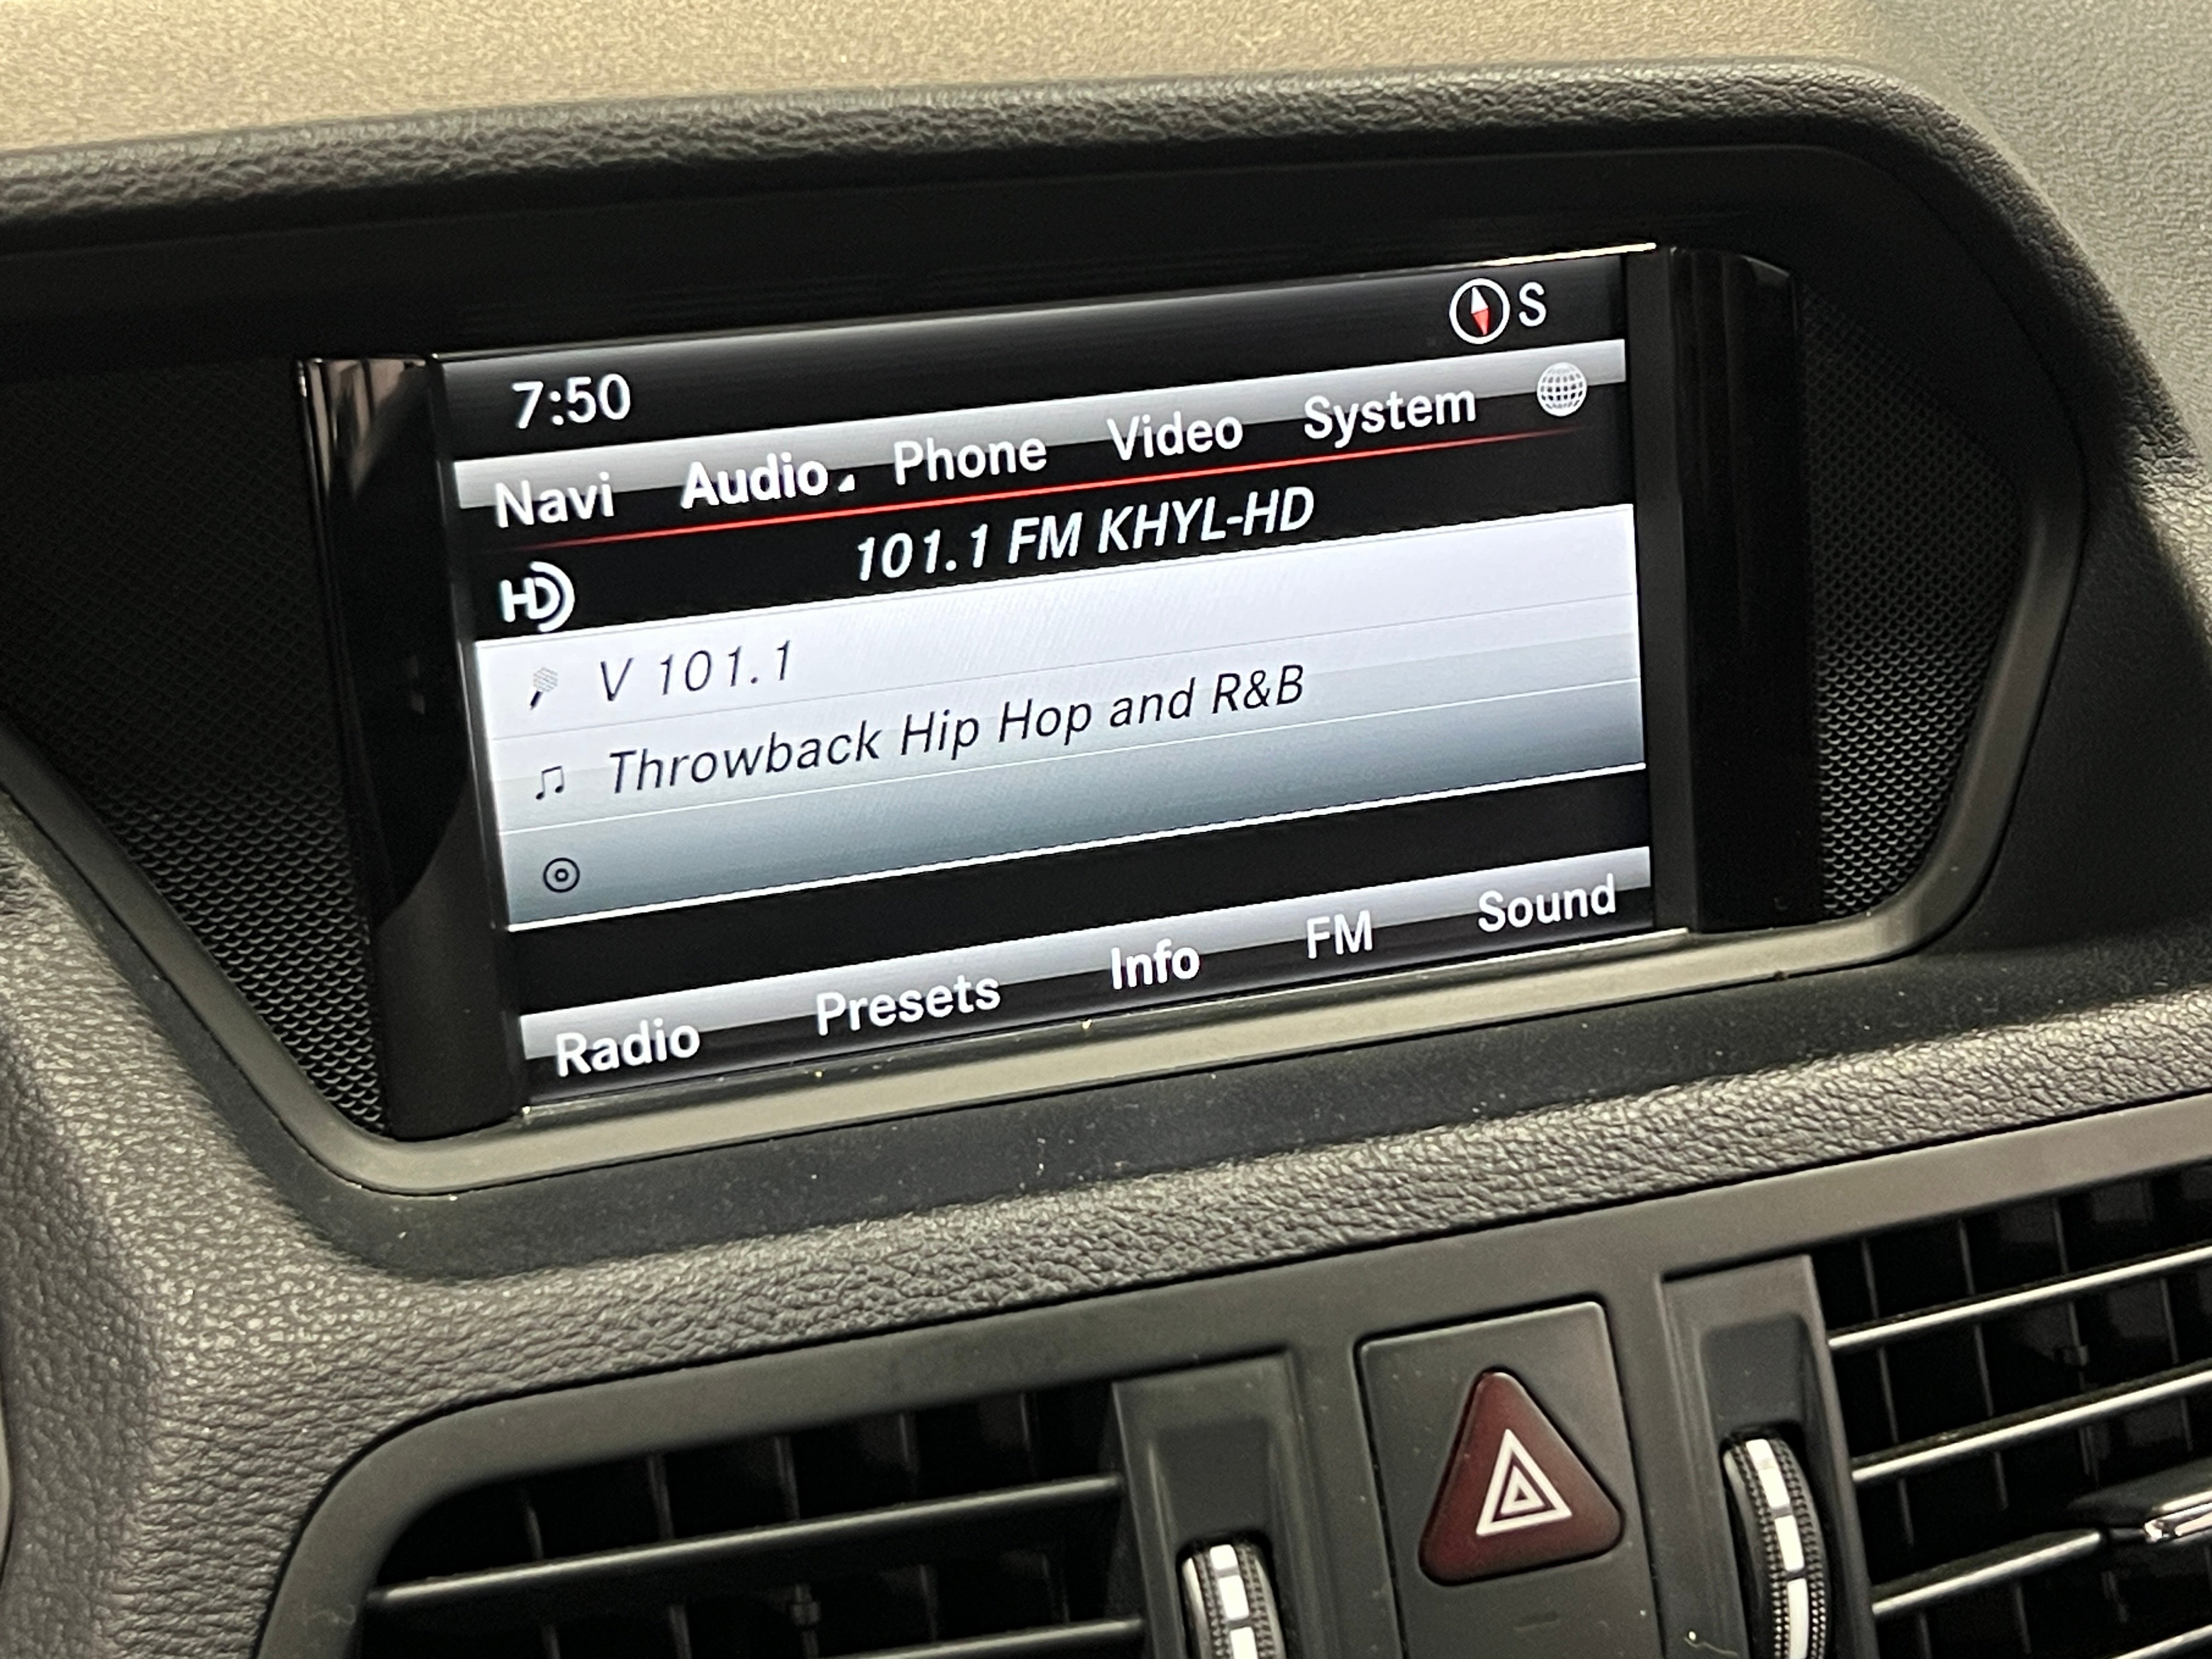 S
7:50
Navi Audio Phone Video System
HD 101.1 FM KHYL-HD
V 101.1
Throwback Hip Hop and R&B
Radio Presets Info FM Sound